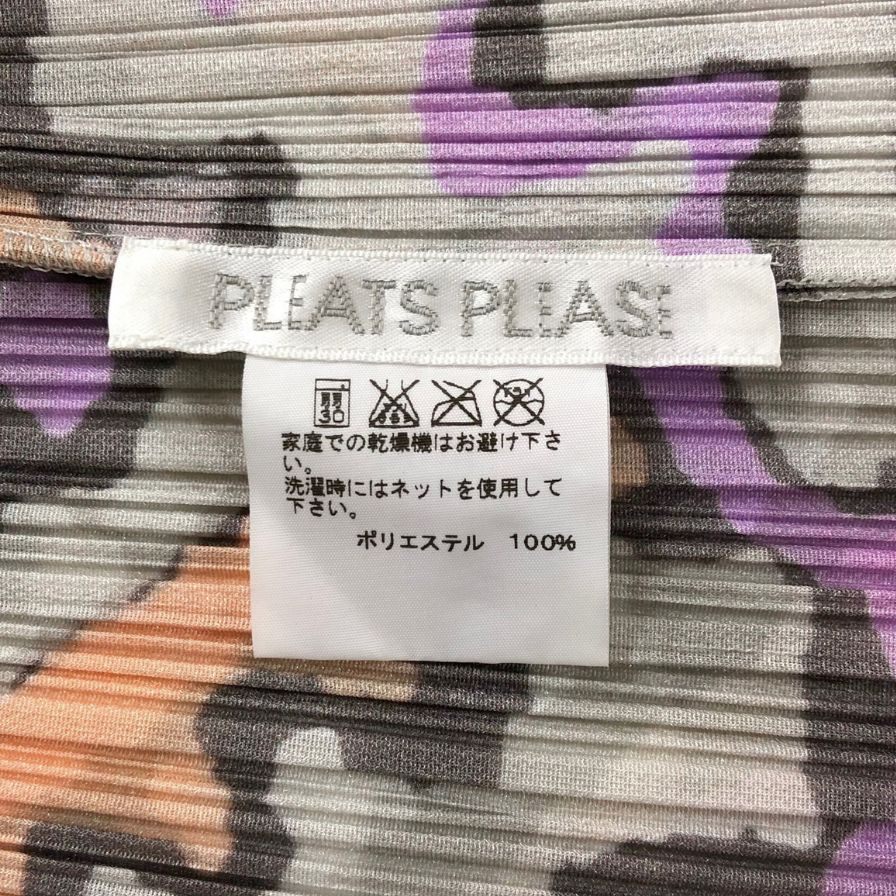 PLEATS PLEASE
家庭での乾燥機はお避け下さ
い。
洗濯時にはネットを使用して
下さい。
ポリエステル 100%